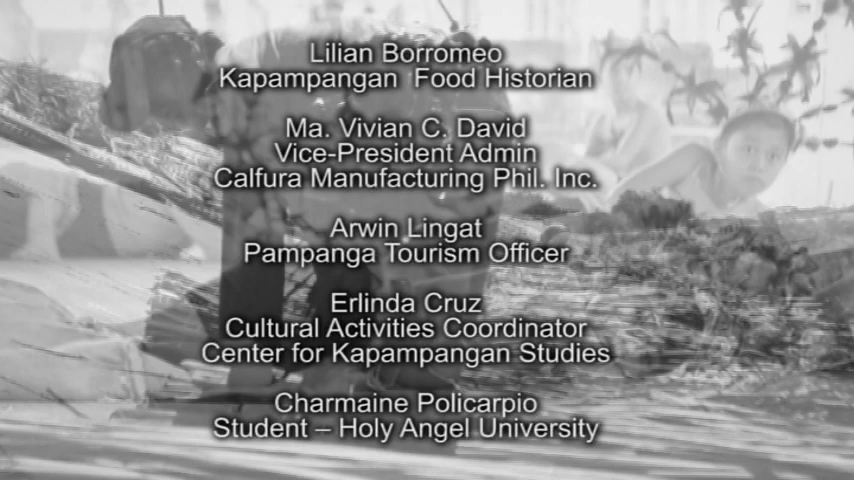 Lilian Borromeo
Kapampangan Food Historian
Ma. Vivian C. David
Vice-President Admin
Calfura Manufacturing Phil. Inc.
Arwin Lingat
Pampanga Tourism Officer
Erlinda Cruz
Cultural Activities Coordinator
Center for Kapampangan Studies
Charmaine Policarpio
Student – Holy Angel University